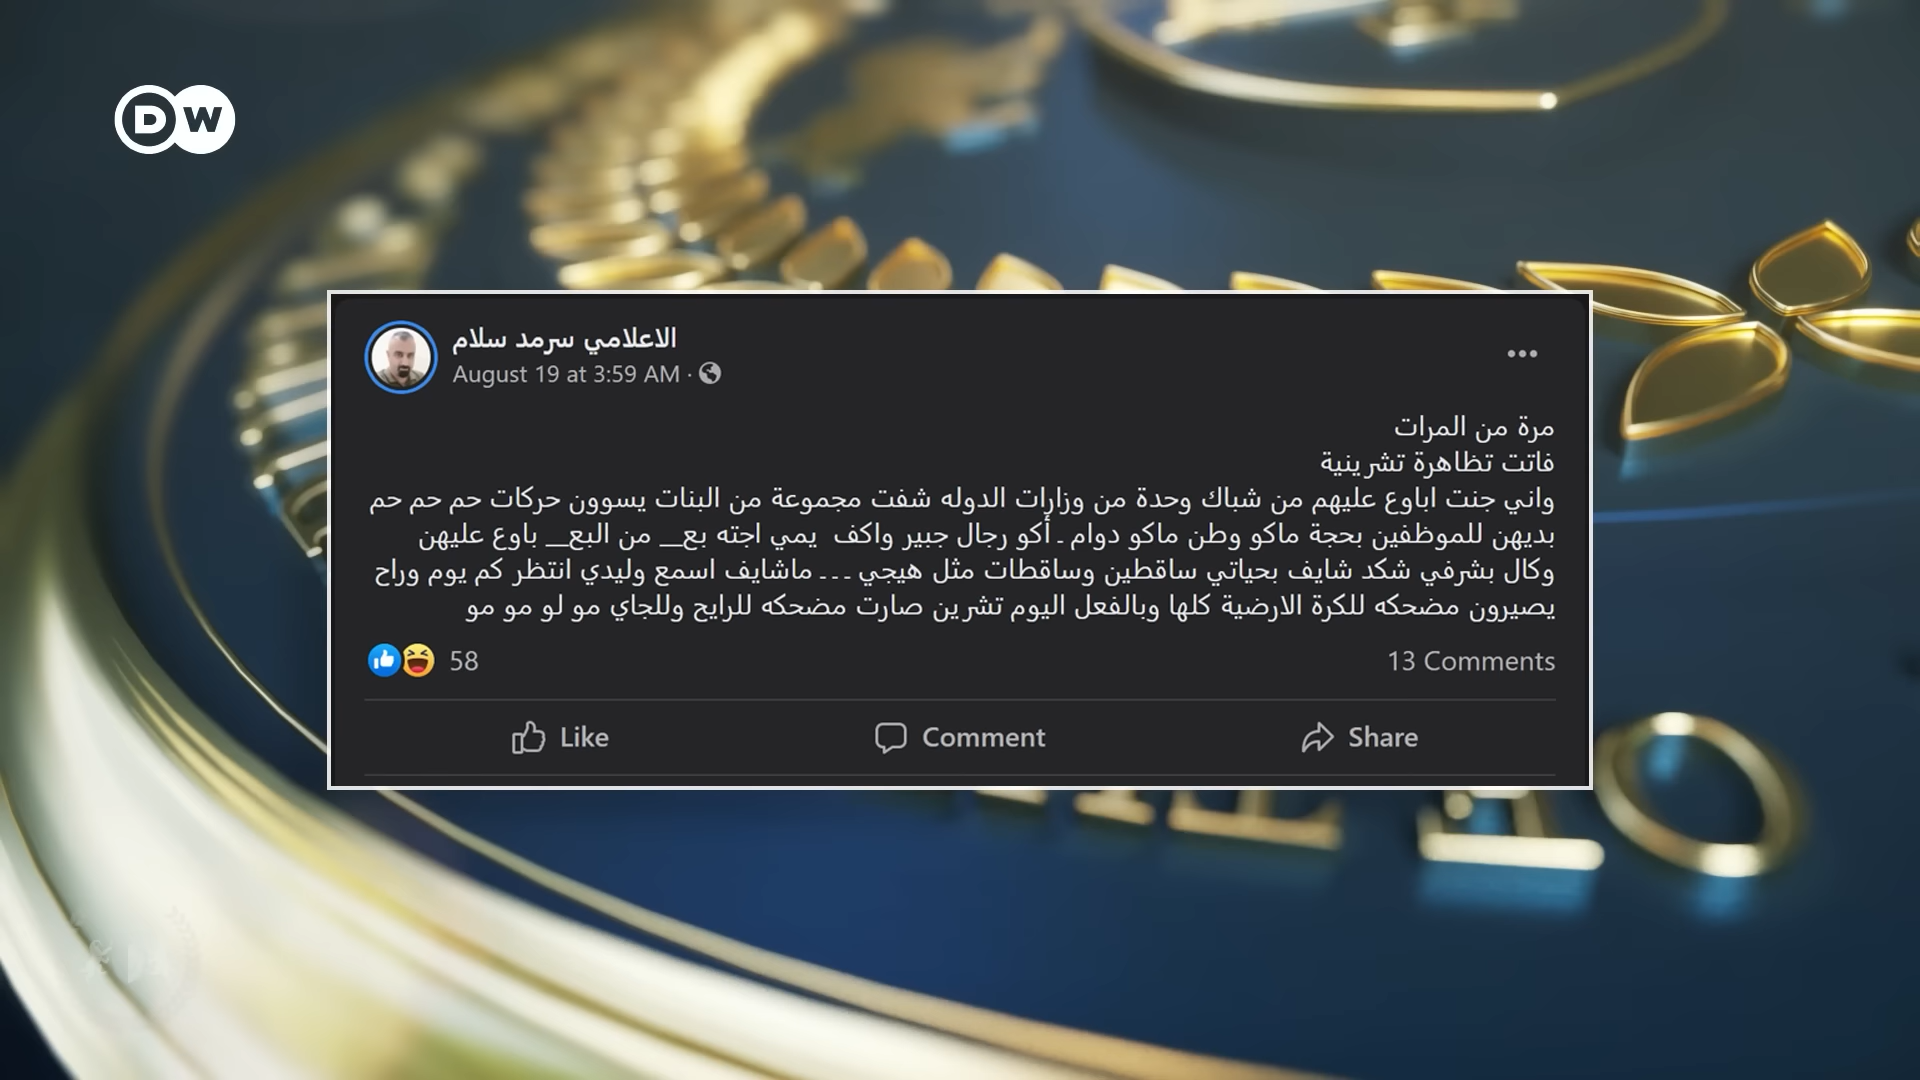 DW
الاعلامي سرمد سلام
August 19 at 3:59 AM ·
مرة من المرات
فاتت تظاهرة تشرينية
واني جنت اباوع عليهم من شباك وحدة من وزارات الدوله شفت مجموعة من البنات يسوون حركات حم حم حم
بديهن للموظفين بحجة ماكو وطن ماكو دوام . أكو رجال جبير واكف يمي اجته بعـــ من البعـــ باوع عليهن
وكال بشرفي شكد شايف بحياتي ساقطين وساقطات مثل هيجي ... ماشايف اسمع وليدي انتظر كم يوم وراح
يصيرون مضحكه للكرة الارضية كلها وبالفعل اليوم تشرين صارت مضحكه للرايح وللجاي مو لو مو مو
58
13 Comments
Like
Comment
Share